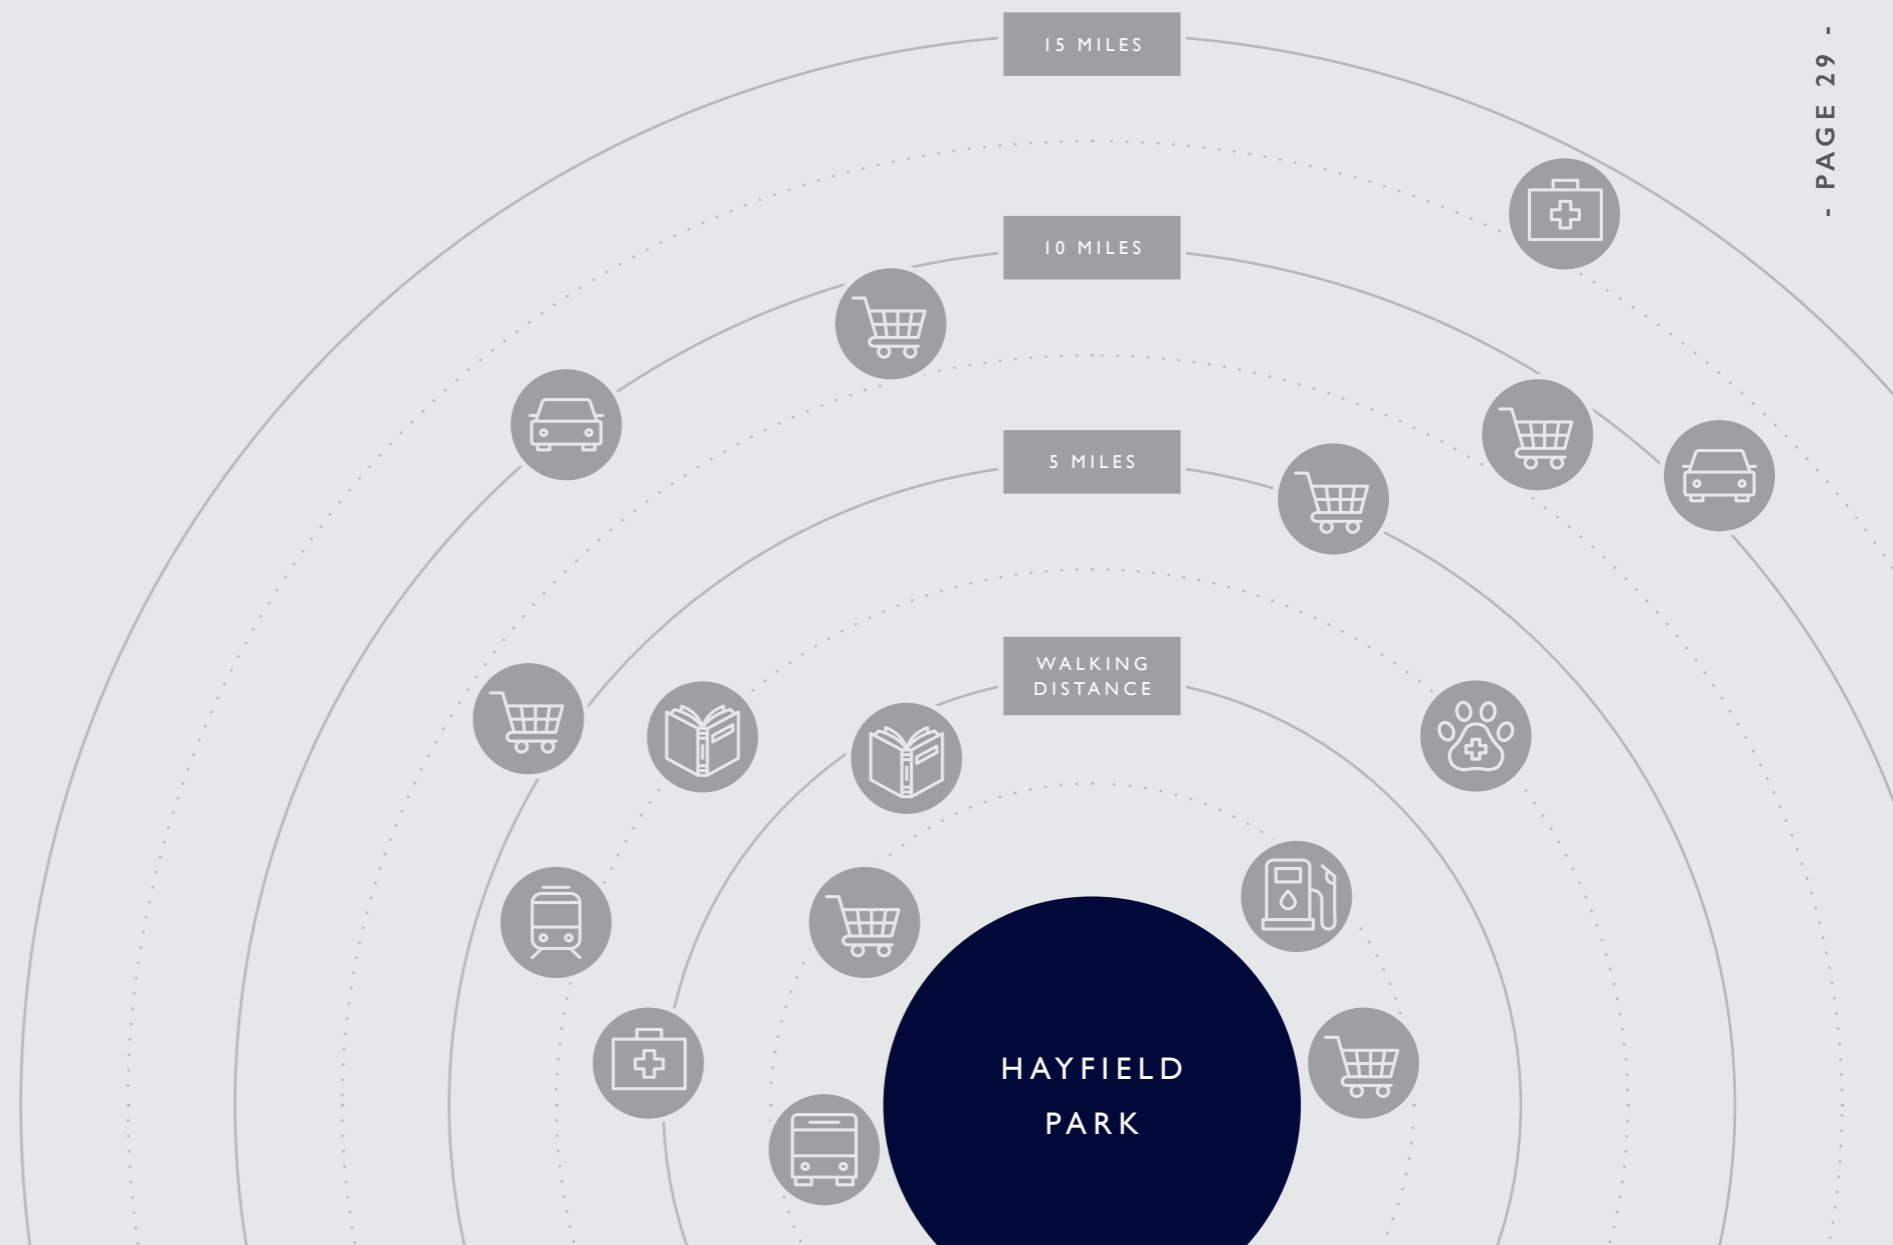 - PAGE 29 -
15 MILES
10 MILES
5 MILES
WALKING
DISTANCE
HAYFIELD
PARK